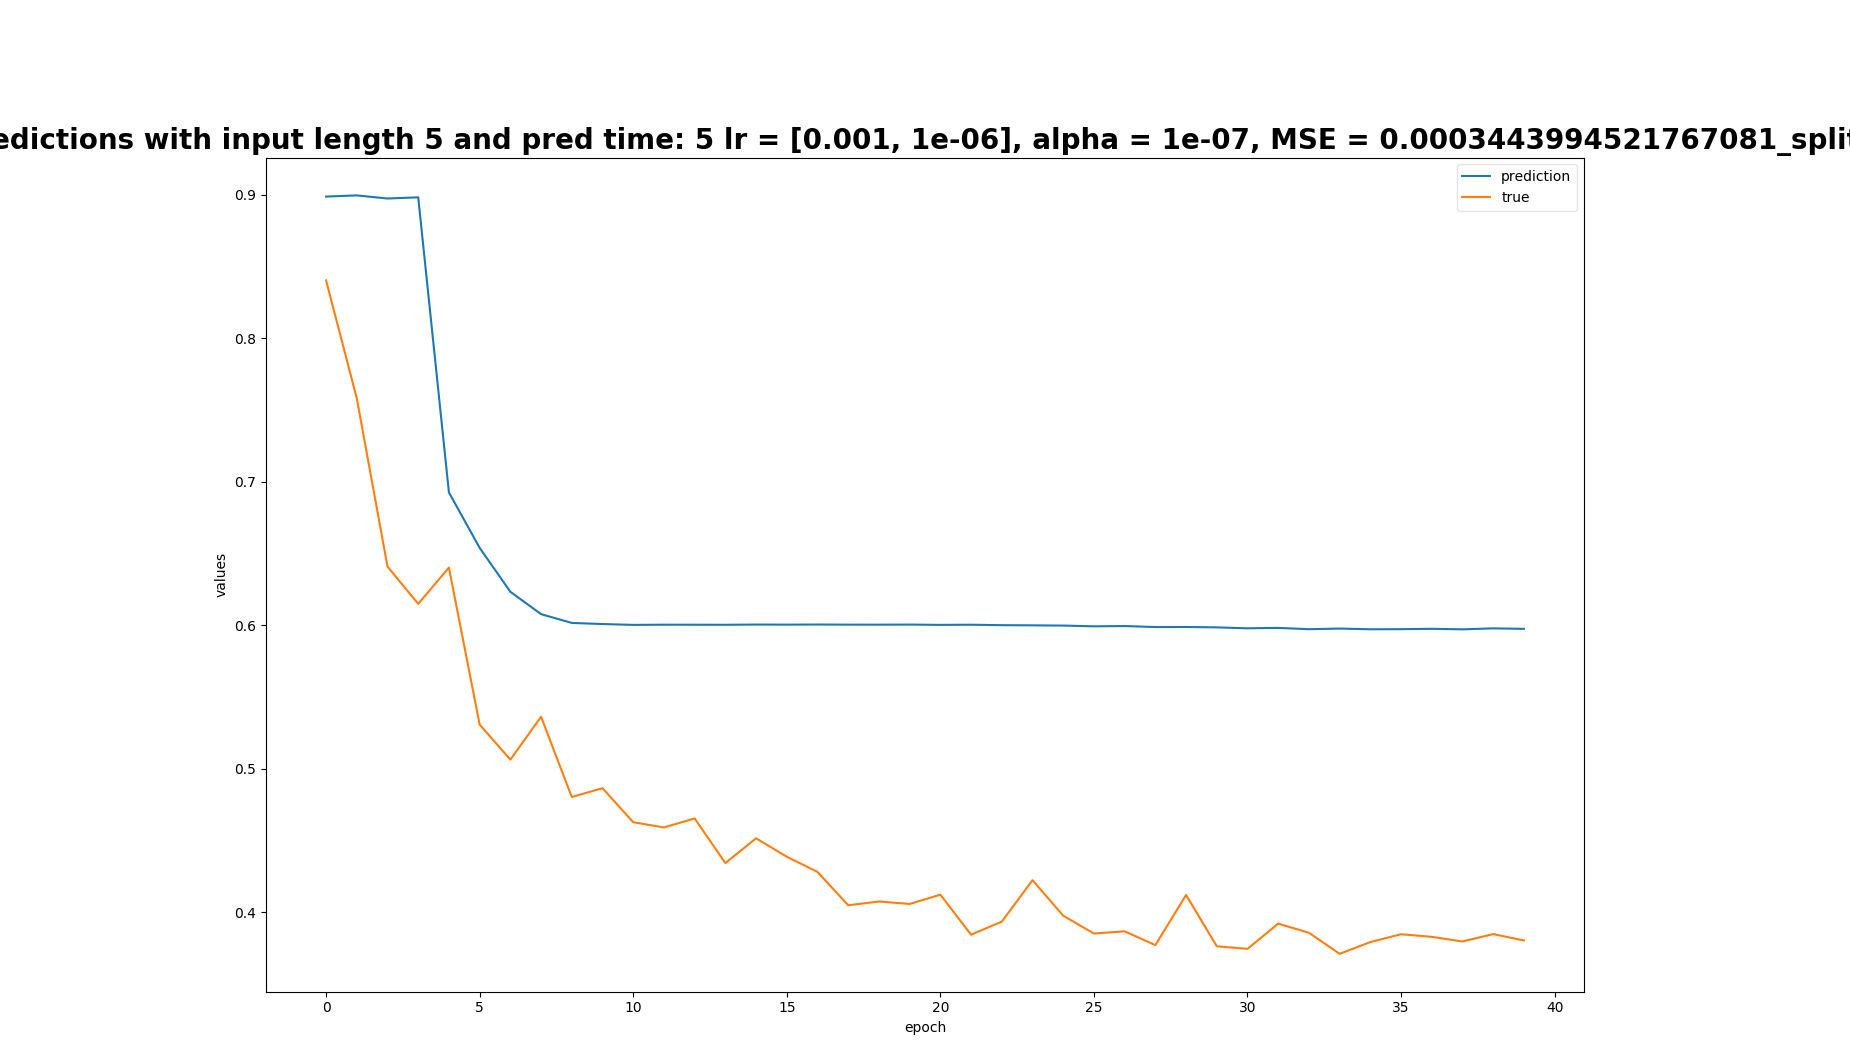 edictions with input length 5 and pred time: 5 lr = [0.001, 1e-06], alpha = 1e-07, MSE = 0.0003443994521767081_split
prediction
true
0.9
0.8
0.7
0.6
0.5
0.4
values
0 5 10 15 20 25 30 35 40
epoch